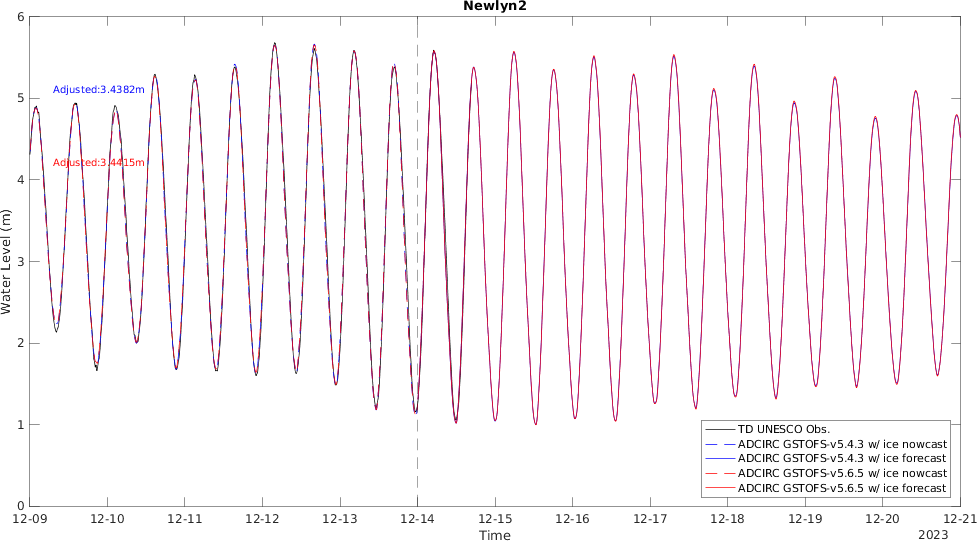 Newlyn2
6
5
4
3
2
1
0
Water Level (m)
Adjusted:3.4382m
Adjusted:3.4415m
TD UNESCO Obs.
ADCIRC GSTOFS-v5.4.3 w/ ice nowcast
ADCIRC GSTOFS-v5.4.3 w/ ice forecast
ADCIRC GSTOFS-v5.6.5 w/ ice nowcast
ADCIRC GSTOFS-v5.6.5 w/ ice forecast
12-09 12-10 12-11 12-12 12-13 12-14 12-15 12-16 12-17 12-18 12-19 12-20 12-21
Time
2023